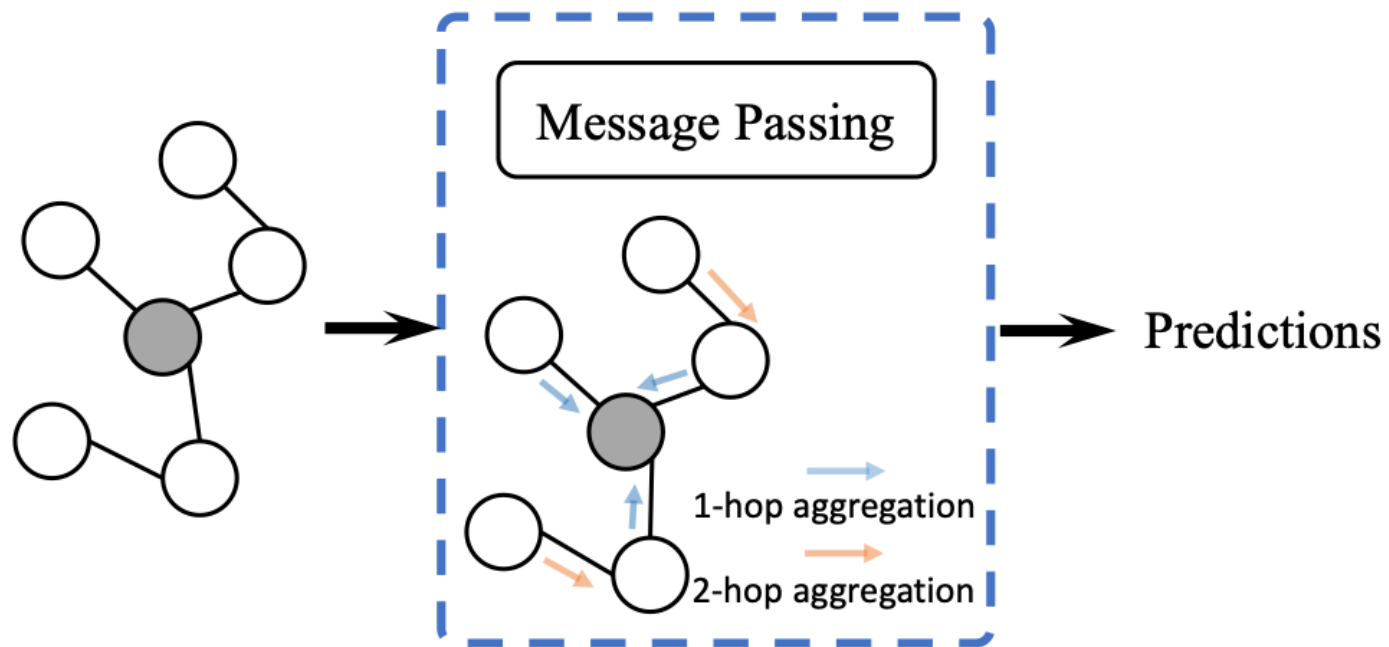 Message Passing
Predictions
1-hop aggregation
2-hop aggregation